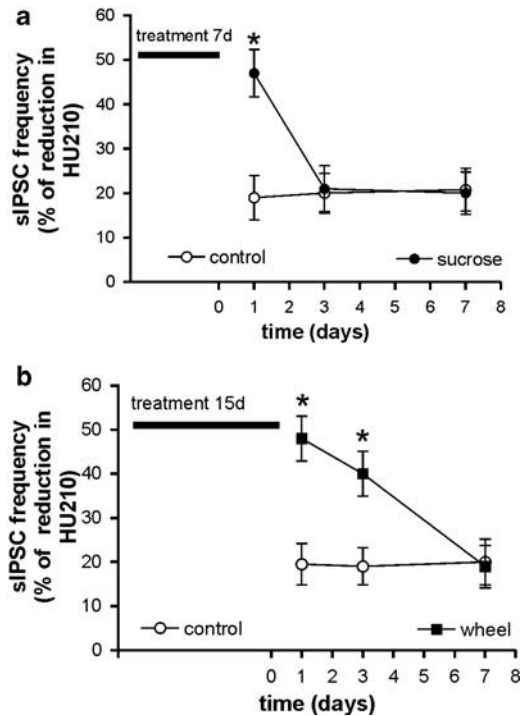 a
treatment 7d
*
sIPSC frequency
(% of reduction in
HU210)
60
50
40
30
20
10
0
control
sucrose
0 1 2 3 4 5 6 7 8
time (days)
b
treatment 15d
*
*
sIPSC frequency
(% of reduction in
HU210)
60
50
40
30
20
10
0
control
wheel
0 1 2 3 4 5 6 7 8
time (days)